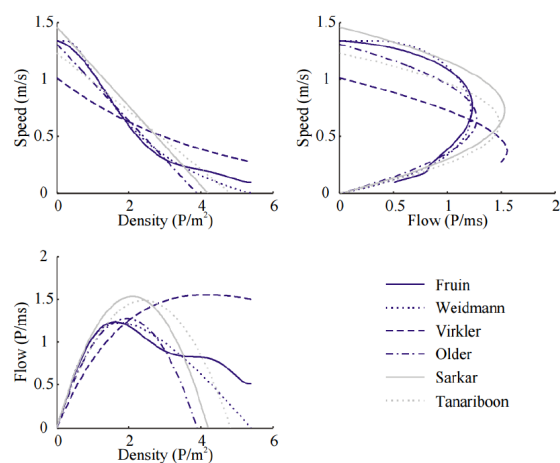 1.5
1
0.5
0
0
2
4
6
Speed (m/s)
Density (P/m²)
1.5
1
0.5
0
0
0.5
1
1.5
2
Speed (m/s)
Flow (P/ms)
2
1.5
1
0.5
0
0
2
4
6
Flow (P/ms)
Density (P/m²)
Fruin
Weidmann
Virkler
Older
Sarkar
Tanariboon